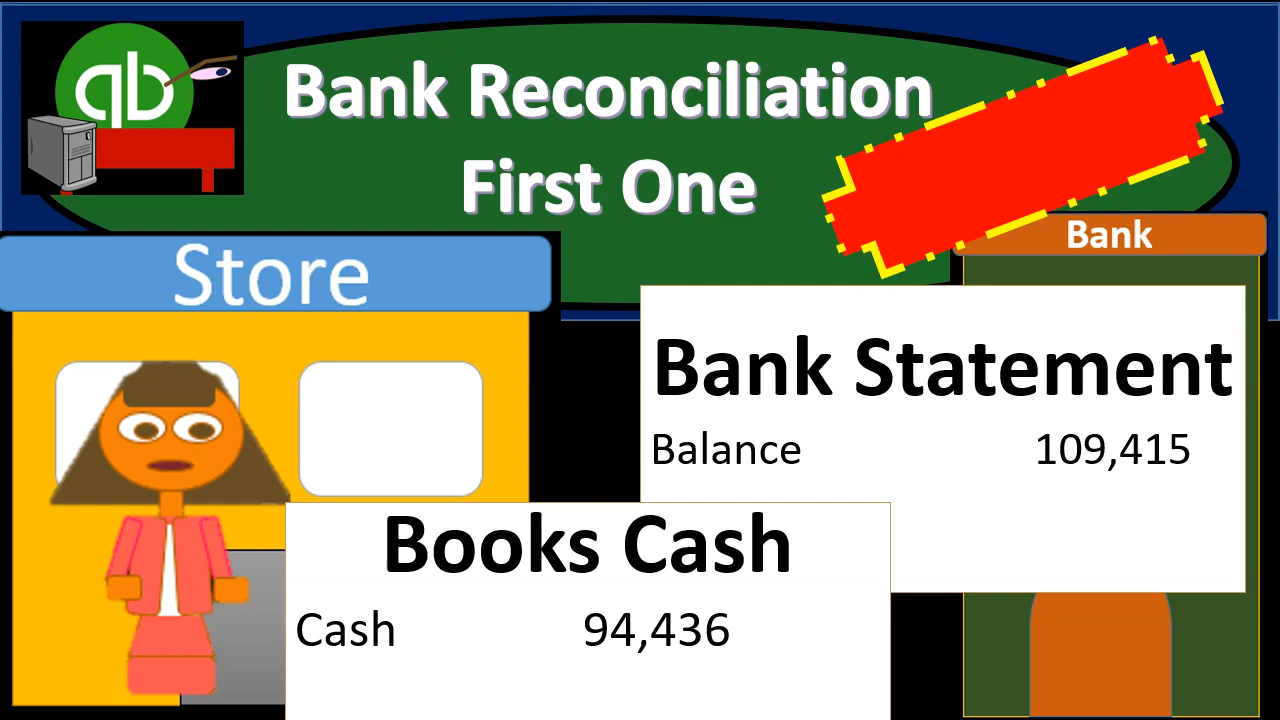 qb
Bank Reconciliation
First One
Bank
Store
Bank Statement
Balance 109,415
Books Cash
Cash 94,436